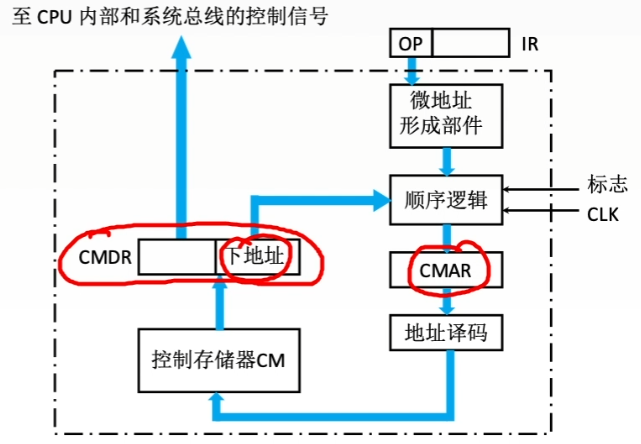 至 CPU 内部和系统总线的控制信号
OP
IR
微地址
形成部件
顺序逻辑
标志
CLK
CMDR
下地址
CMAR
地址译码
控制存储器CM